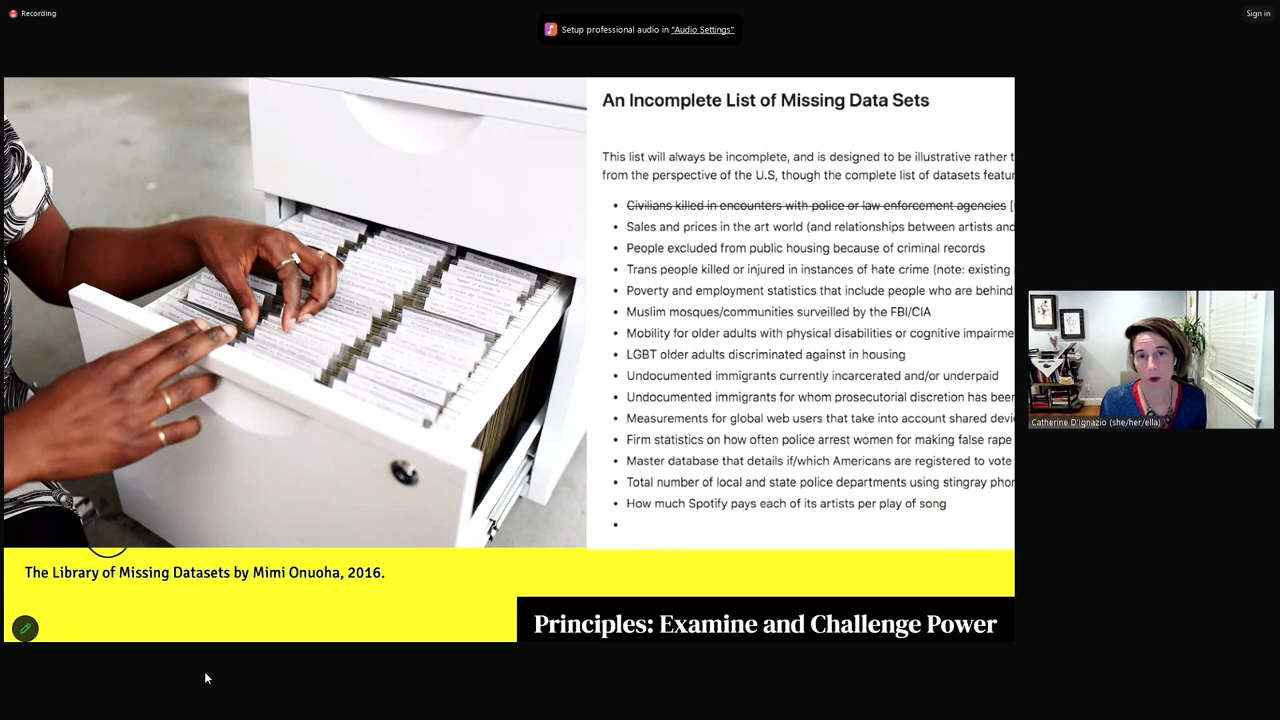 Recording
Setup professional audio in "Audio Settings"
Sign in
An Incomplete List of Missing Data Sets
This list will always be incomplete, and is designed to be illustrative rather
from the perspective of the U.S, though the complete list of datasets
• Civilians killed in encounters with police or law enforcement agencies [
• Sales and prices in the art world (and relationships between artists and
• People excluded from public housing because of criminal records
• Trans people killed or injured in instances of hate crime (note: existing
• Poverty and employment statistics that include people who are behind
• Muslim mosques/communities surveilled by the FBI/CIA
• Mobility for older adults with physical disabilities or cognitive impairme
• LGBT older adults discriminated against in housing
• Undocumented immigrants currently incarcerated and/or underpaid
• Undocumented immigrants for whom prosecutorial discretion has been
• Measurements for global web users that take into account shared devi
• Firm statistics on how often police arrest women for making false rape
• Master database that details if/which Americans are registered to vote
• Total number of local and state police departments using stingray phon
• How much Spotify pays each of its artists per play of song
•
Catherine D'Ignazio (she/her/ella)
The Library of Missing Datasets by Mimi Onuoha, 2016.
Principles: Examine and Challenge Power